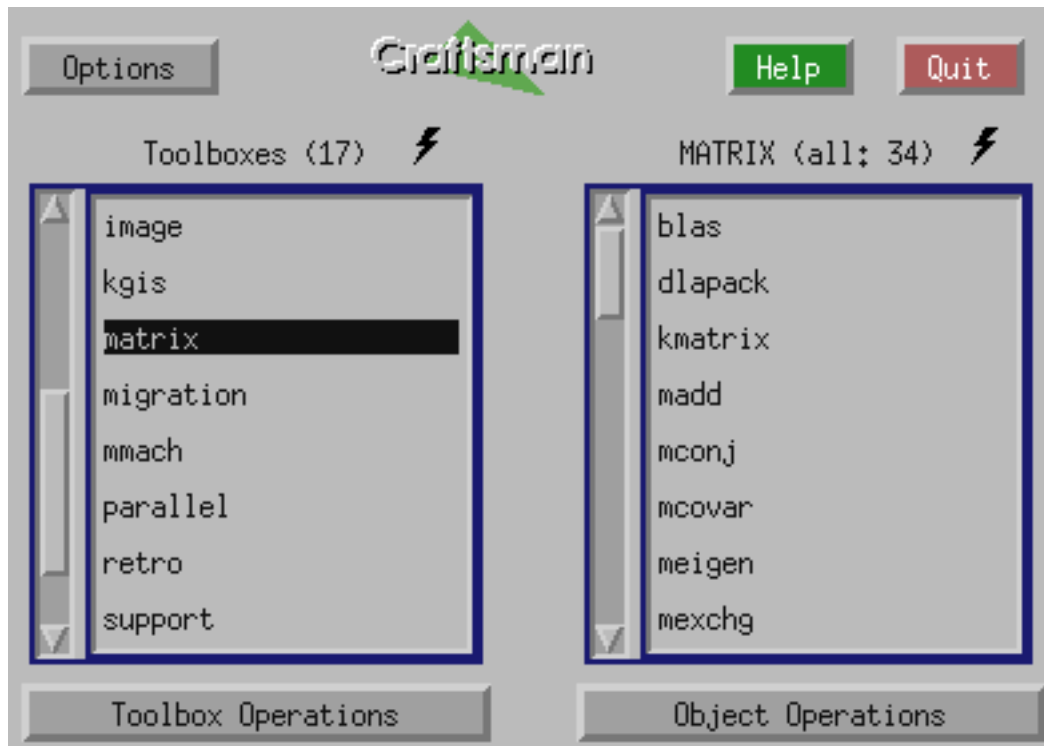 Options
Craftsman
Help
Quit
Toolboxes (17)
MATRIX (all: 34)
image
kgis
matrix
migration
mmach
parallel
retro
support
blas
dlapack
kmatrix
madd
mconj
mcovar
meigen
mexchg
Toolbox Operations
Object Operations